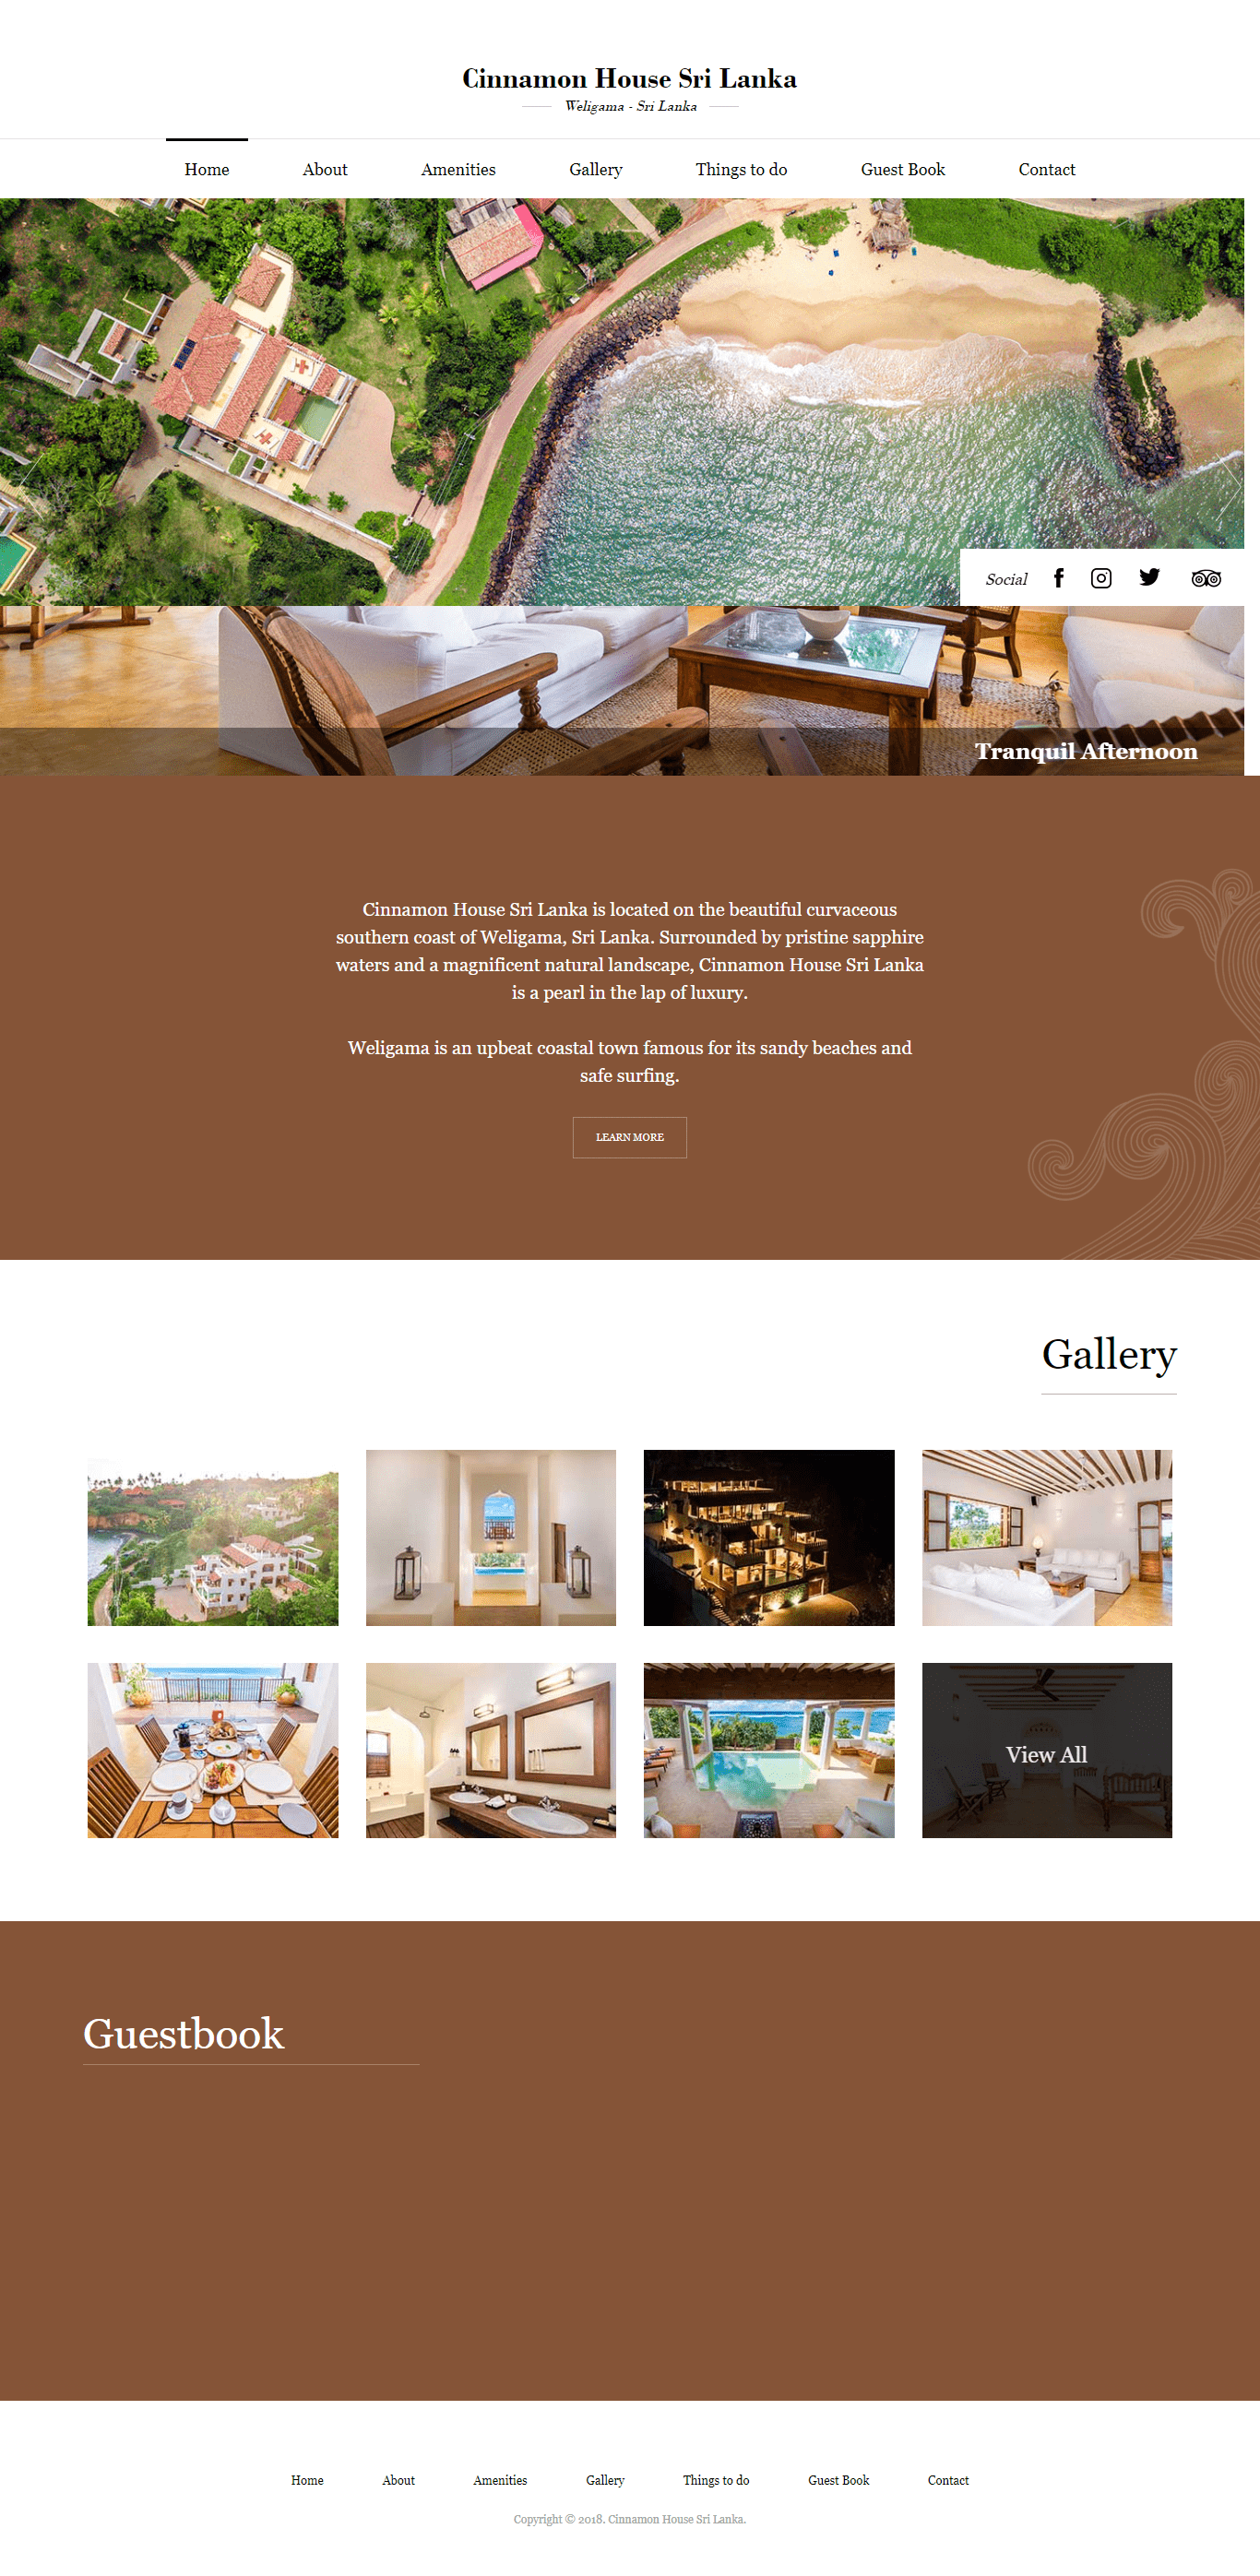 Cinnamon House Sri Lanka
Weligama - Sri Lanka
Home About Amenities Gallery Things to do Guest Book Contact
Social
Tranquil Afternoon
Cinnamon House Sri Lanka is located on the beautiful curvaceous
southern coast of Weligama, Sri Lanka. Surrounded by pristine sapphire
waters and a magnificent natural landscape, Cinnamon House Sri Lanka
is a pearl in the lap of luxury.
Weligama is an upbeat coastal town famous for its sandy beaches and
safe surfing.
LEARN MORE
Gallery
View All
Guestbook
Home About Amenities Gallery Things to do Guest Book Contact
Copyright © 2018. Cinnamon House Sri Lanka.